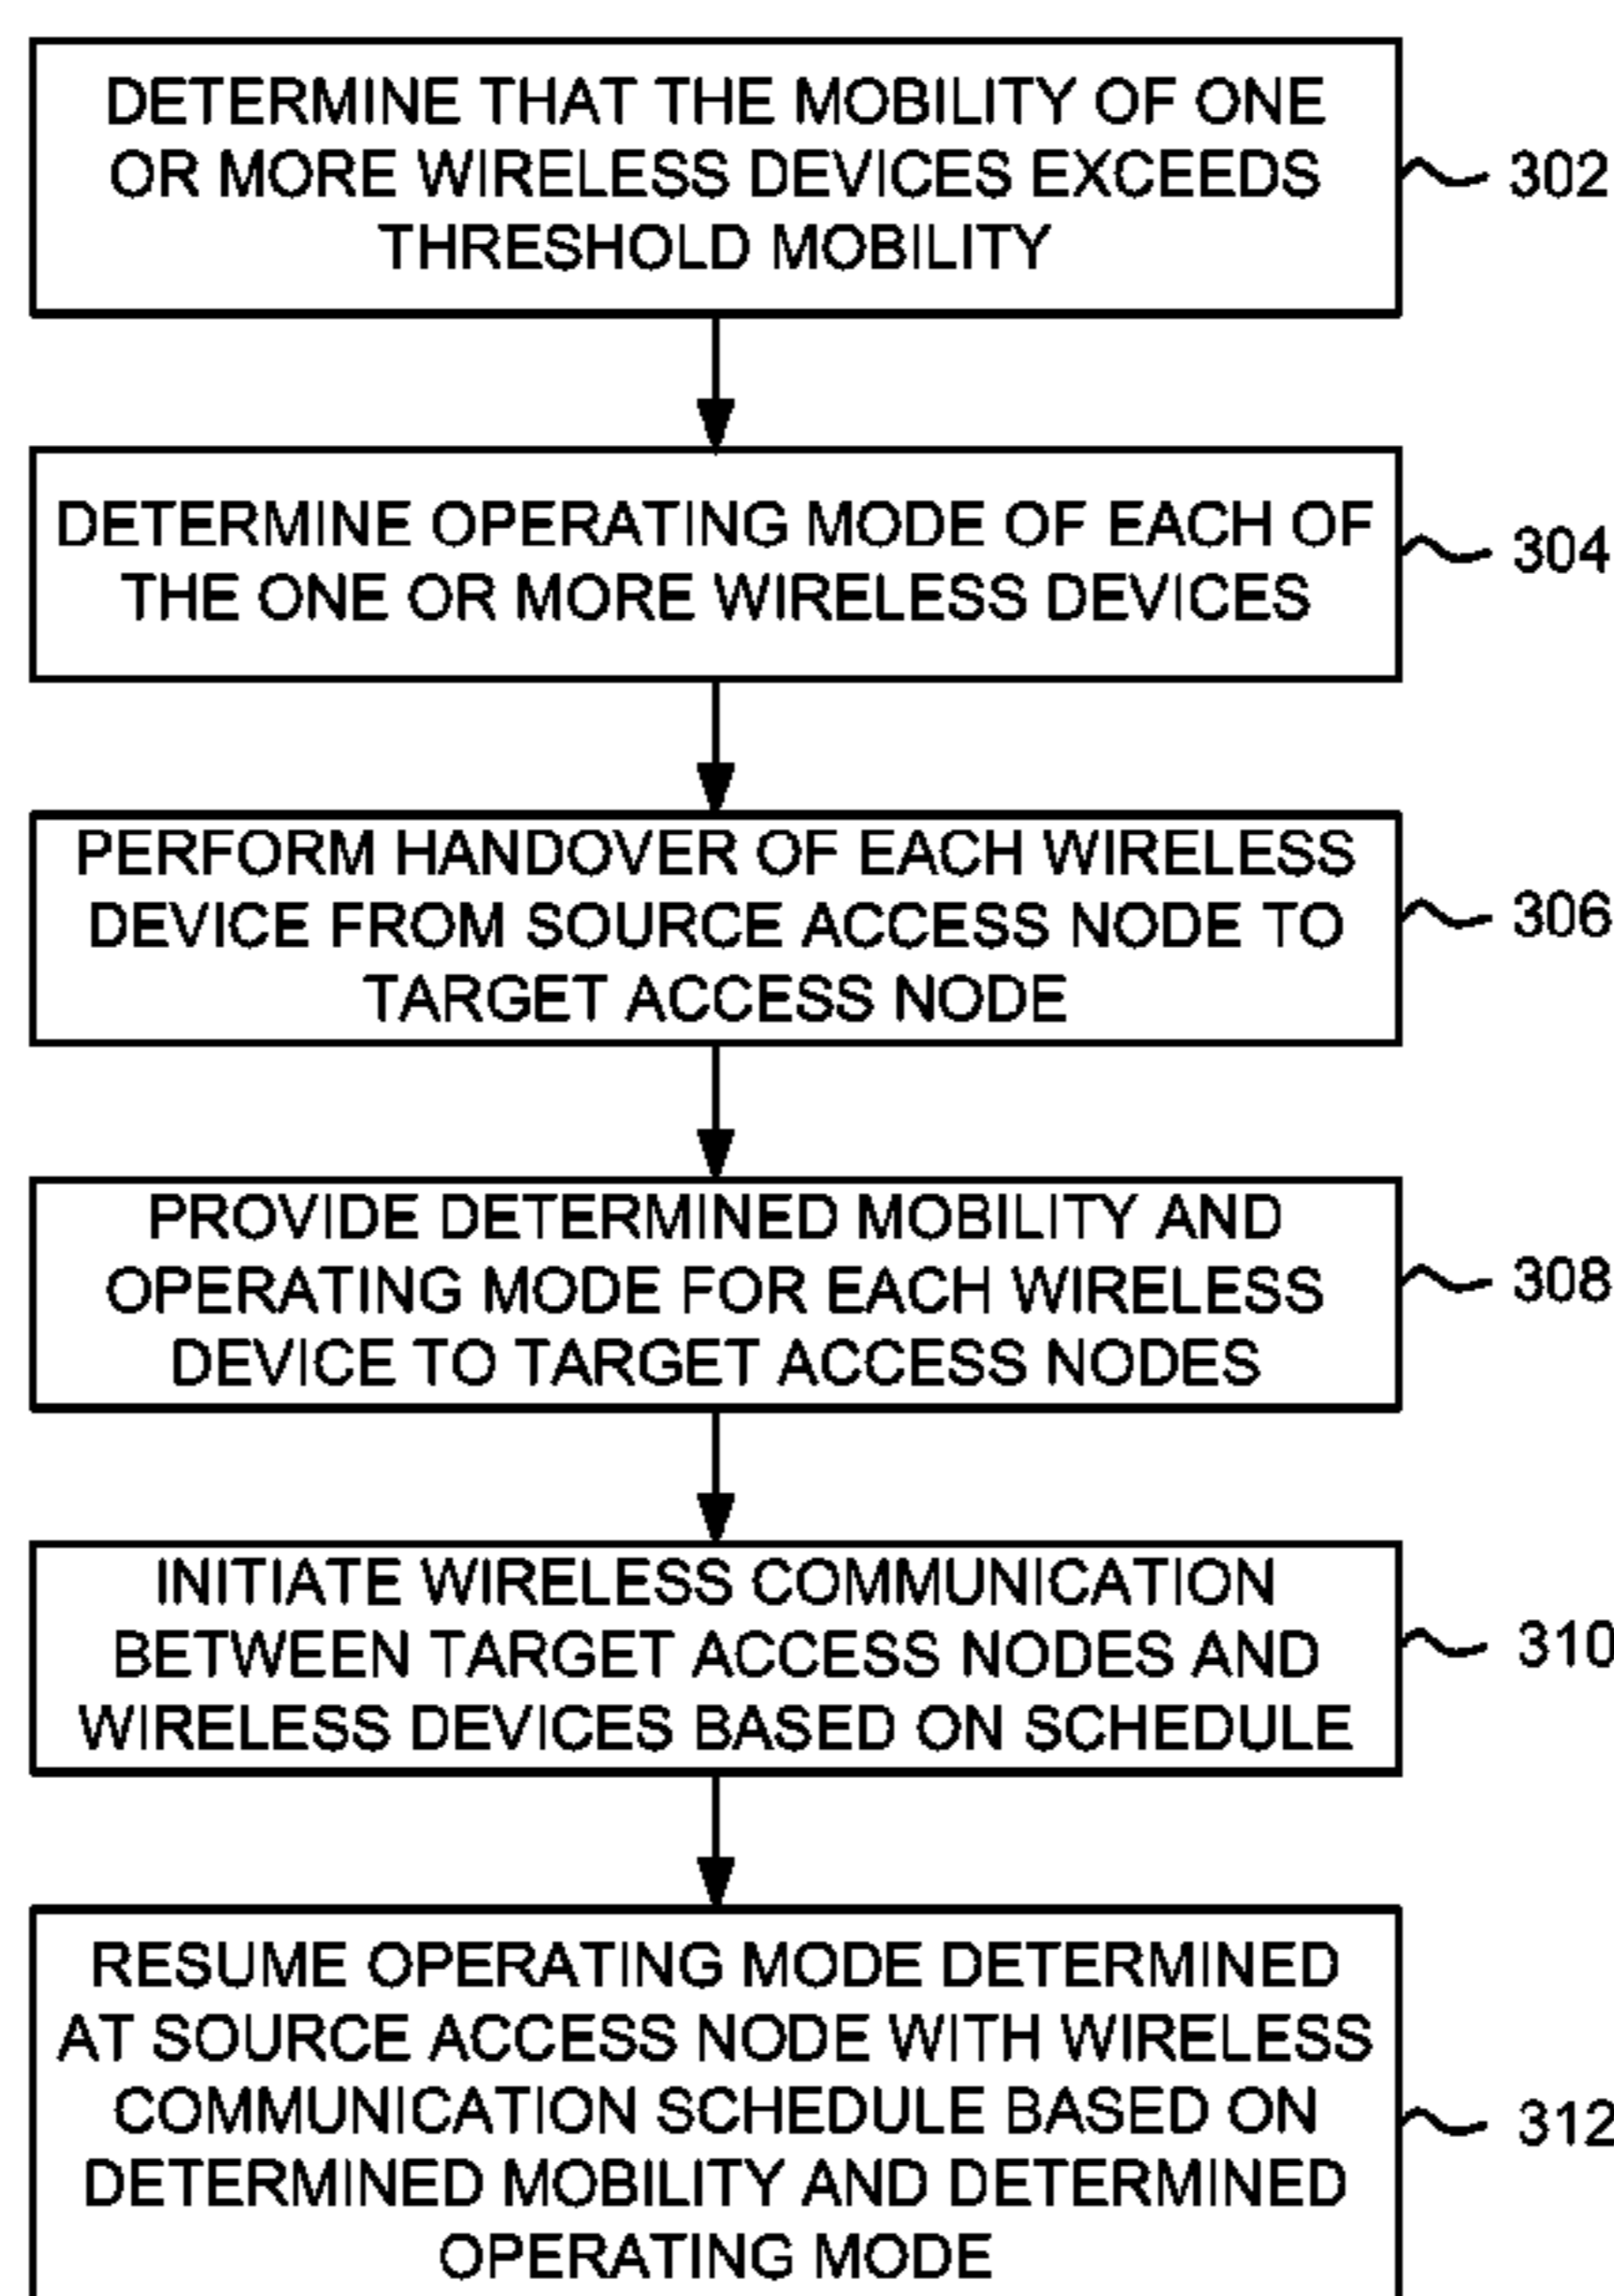 DETERMINE THAT THE MOBILITY OF ONE
OR MORE WIRELESS DEVICES EXCEEDS
THRESHOLD MOBILITY
302
DETERMINE OPERATING MODE OF EACH OF
THE ONE OR MORE WIRELESS DEVICES
304
PERFORM HANDOVER OF EACH WIRELESS
DEVICE FROM SOURCE ACCESS NODE TO
TARGET ACCESS NODE
306
PROVIDE DETERMINED MOBILITY AND
OPERATING MODE FOR EACH WIRELESS
DEVICE TO TARGET ACCESS NODES
308
INITIATE WIRELESS COMMUNICATION
BETWEEN TARGET ACCESS NODES AND
WIRELESS DEVICES BASED ON SCHEDULE
310
RESUME OPERATING MODE DETERMINED
AT SOURCE ACCESS NODE WITH WIRELESS
COMMUNICATION SCHEDULE BASED ON
DETERMINED MOBILITY AND DETERMINED
OPERATING MODE
312